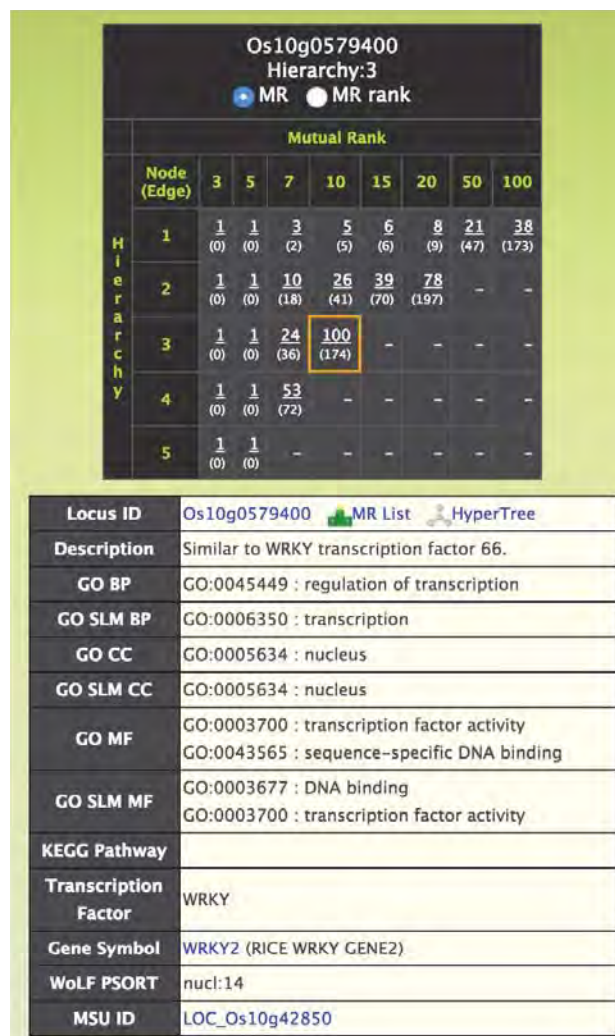 Os10g0579400
Hierarchy:3
MR MR rank
Mutual Rank
Node (Edge) 3 5 7 10 15 20 50 100
Hierarchy
1 1 (0) 1 (0) 3 (2) 5 (5) 6 (6) 8 (9) 21 (47) 38 (173)
2 1 (0) 1 (0) 10 (18) 26 (41) 39 (70) 78 (197) - -
3 1 (0) 1 (0) 24 (36) 100 (174) - - - -
4 1 (0) 1 (0) 53 (72) - - - - -
5 1 (0) 1 (0) - - - - - -
Locus ID Os10g0579400 MR List HyperTree
Description Similar to WRKY transcription factor 66.
GO BP GO:0045449 : regulation of transcription
GO SLM BP GO:0006350 : transcription
GO CC GO:0005634 : nucleus
GO SLM CC GO:0005634 : nucleus
GO MF GO:0003700 : transcription factor activity
GO:0043565 : sequence-specific DNA binding
GO SLM MF GO:0003677 : DNA binding
GO:0003700 : transcription factor activity
KEGG Pathway
Transcription Factor WRKY
Gene Symbol WRKY2 (RICE WRKY GENE2)
WoLF PSORT nucl:14
MSU ID LOC_Os10g42850